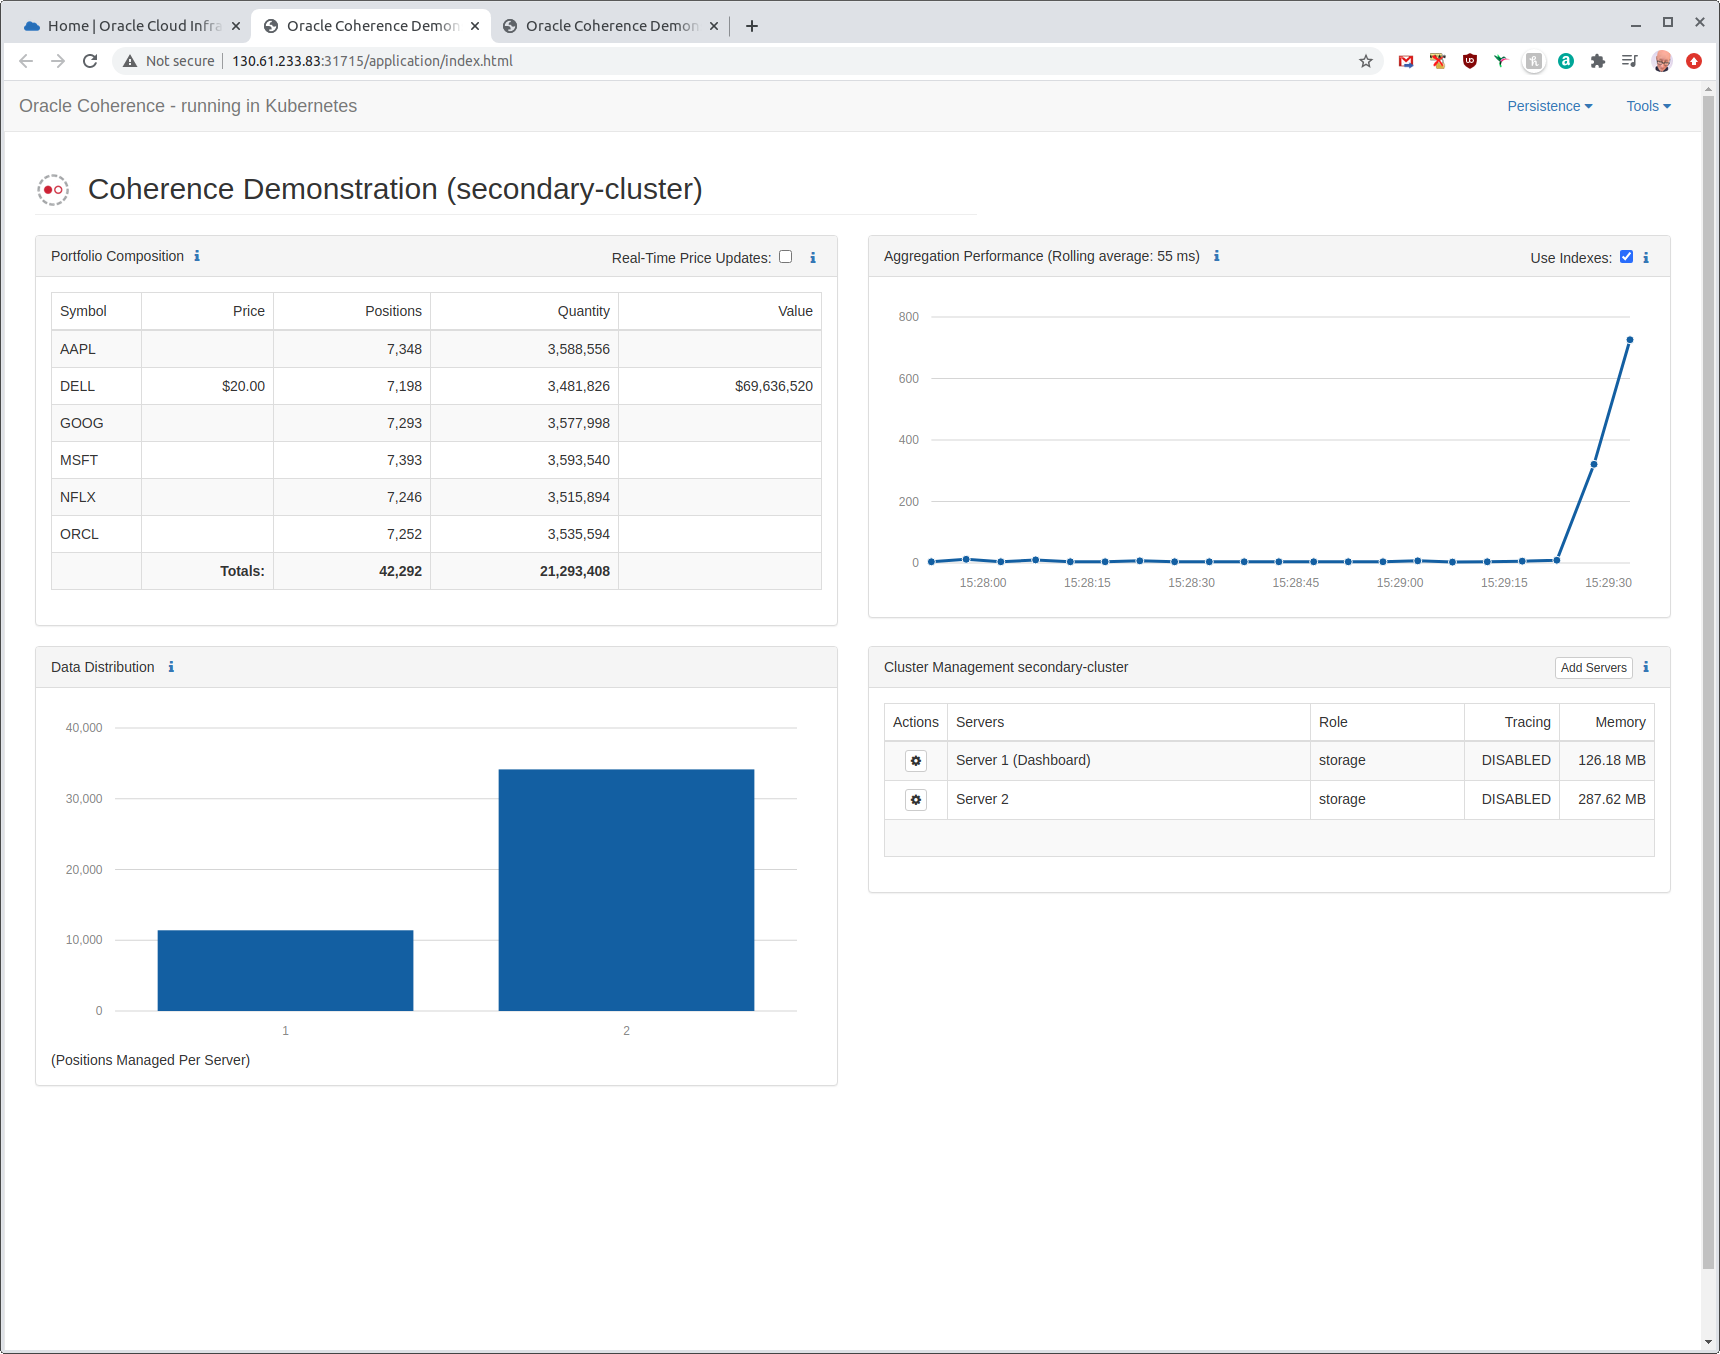 Home | Oracle Cloud Infra
Oracle Coherence Demon
Oracle Coherence Demon
Not secure
130.61.233.83:31715/application/index.html
Oracle Coherence - running in Kubernetes
Persistence
Tools
Coherence Demonstration (secondary-cluster)
Portfolio Composition
Real-Time Price Updates:
Symbol Price Positions Quantity Value
AAPL 7,348 3,588,556
DELL $20.00 7,198 3,481,826 $69,636,520
GOOG 7,293 3,577,998
MSFT 7,393 3,593,540
NFLX 7,246 3,515,894
ORCL 7,252 3,535,594
Totals: 42,292 21,293,408
Aggregation Performance (Rolling average: 55 ms)
Use Indexes:
800
600
400
200
0
15:28:00 15:28:15 15:28:30 15:28:45 15:29:00 15:29:15 15:29:30
Data Distribution
40,000
30,000
20,000
10,000
0
1 2
(Positions Managed Per Server)
Cluster Management secondary-cluster
Add Servers
Actions Servers Role Tracing Memory
Server 1 (Dashboard) storage DISABLED 126.18 MB
Server 2 storage DISABLED 287.62 MB